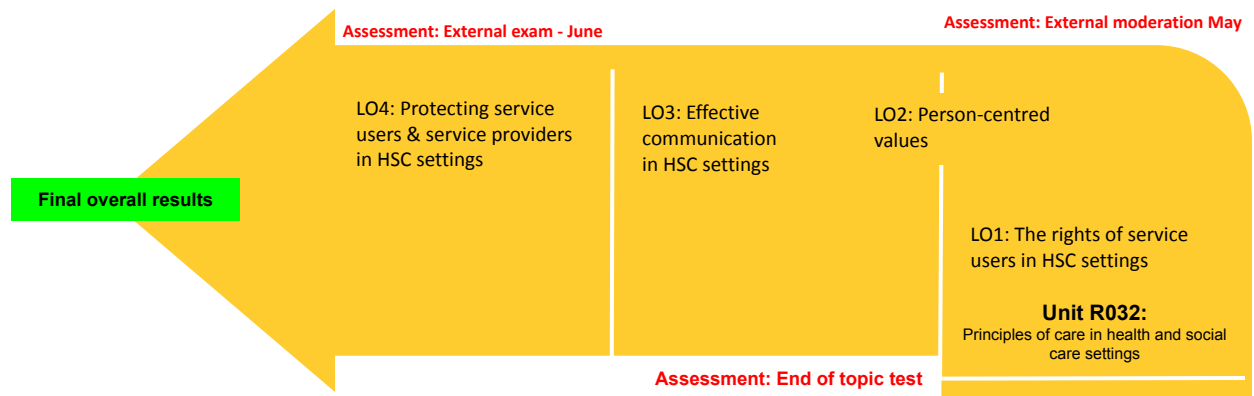 Assessment: External exam - June
Assessment: External moderation May
LO4: Protecting service
users & service providers
in HSC settings
LO3: Effective
communication
in HSC settings
LO2: Person-centred
values
Final overall results
LO1: The rights of service
users in HSC settings
Unit R032:
Principles of care in health and social
care settings
Assessment: End of topic test